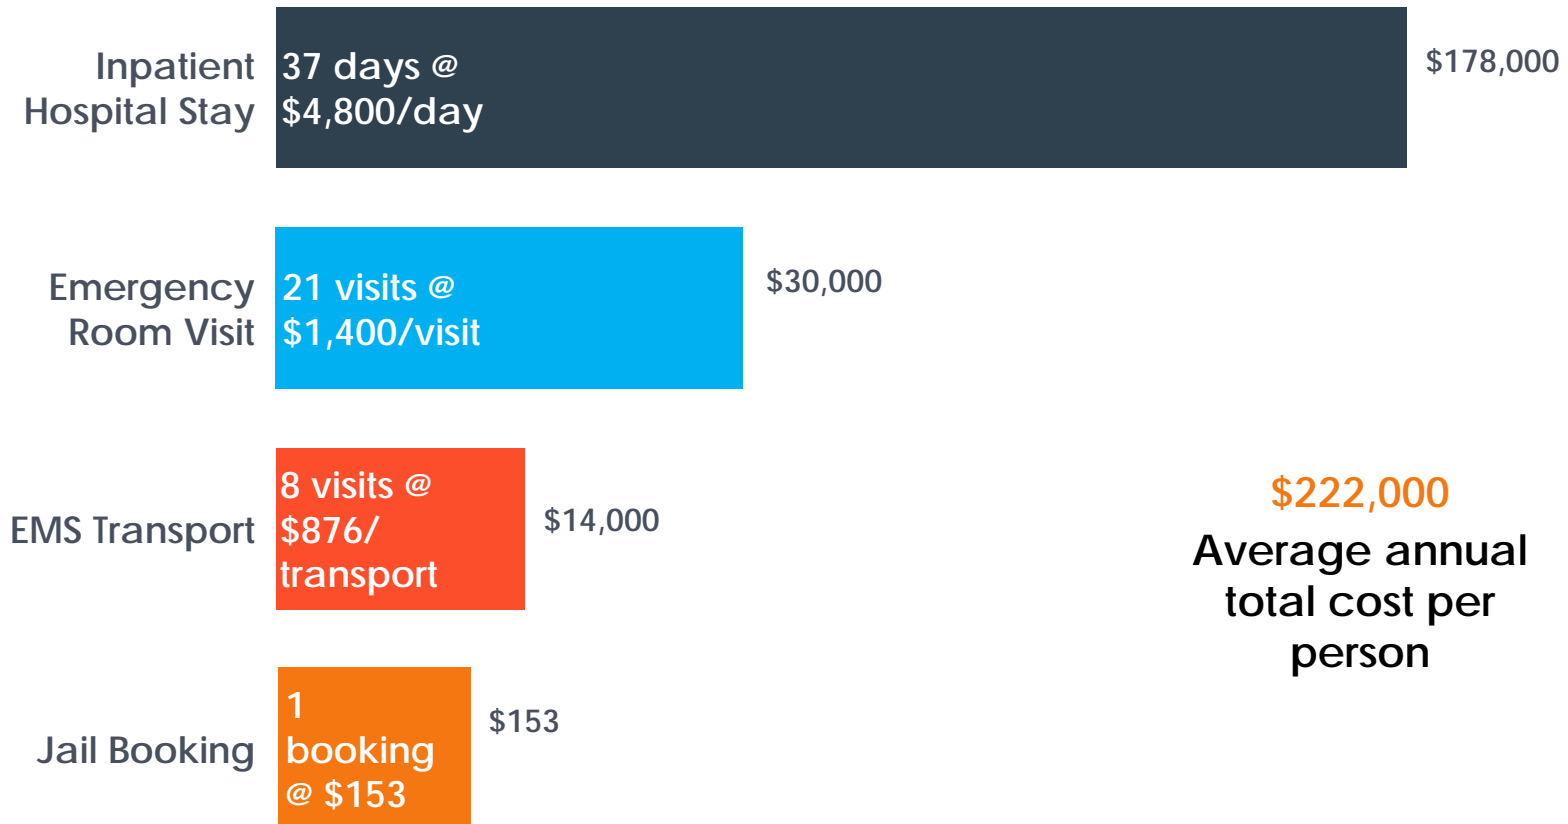 Inpatient
Hospital Stay
37 days @
$4,800/day
$178,000
Emergency
Room Visit
21 visits @
$1,400/visit
$30,000
EMS Transport
8 visits @
$876/
transport
$14,000
$222,000
Average annual
total cost per
person
Jail Booking
1
booking
@ $153
$153